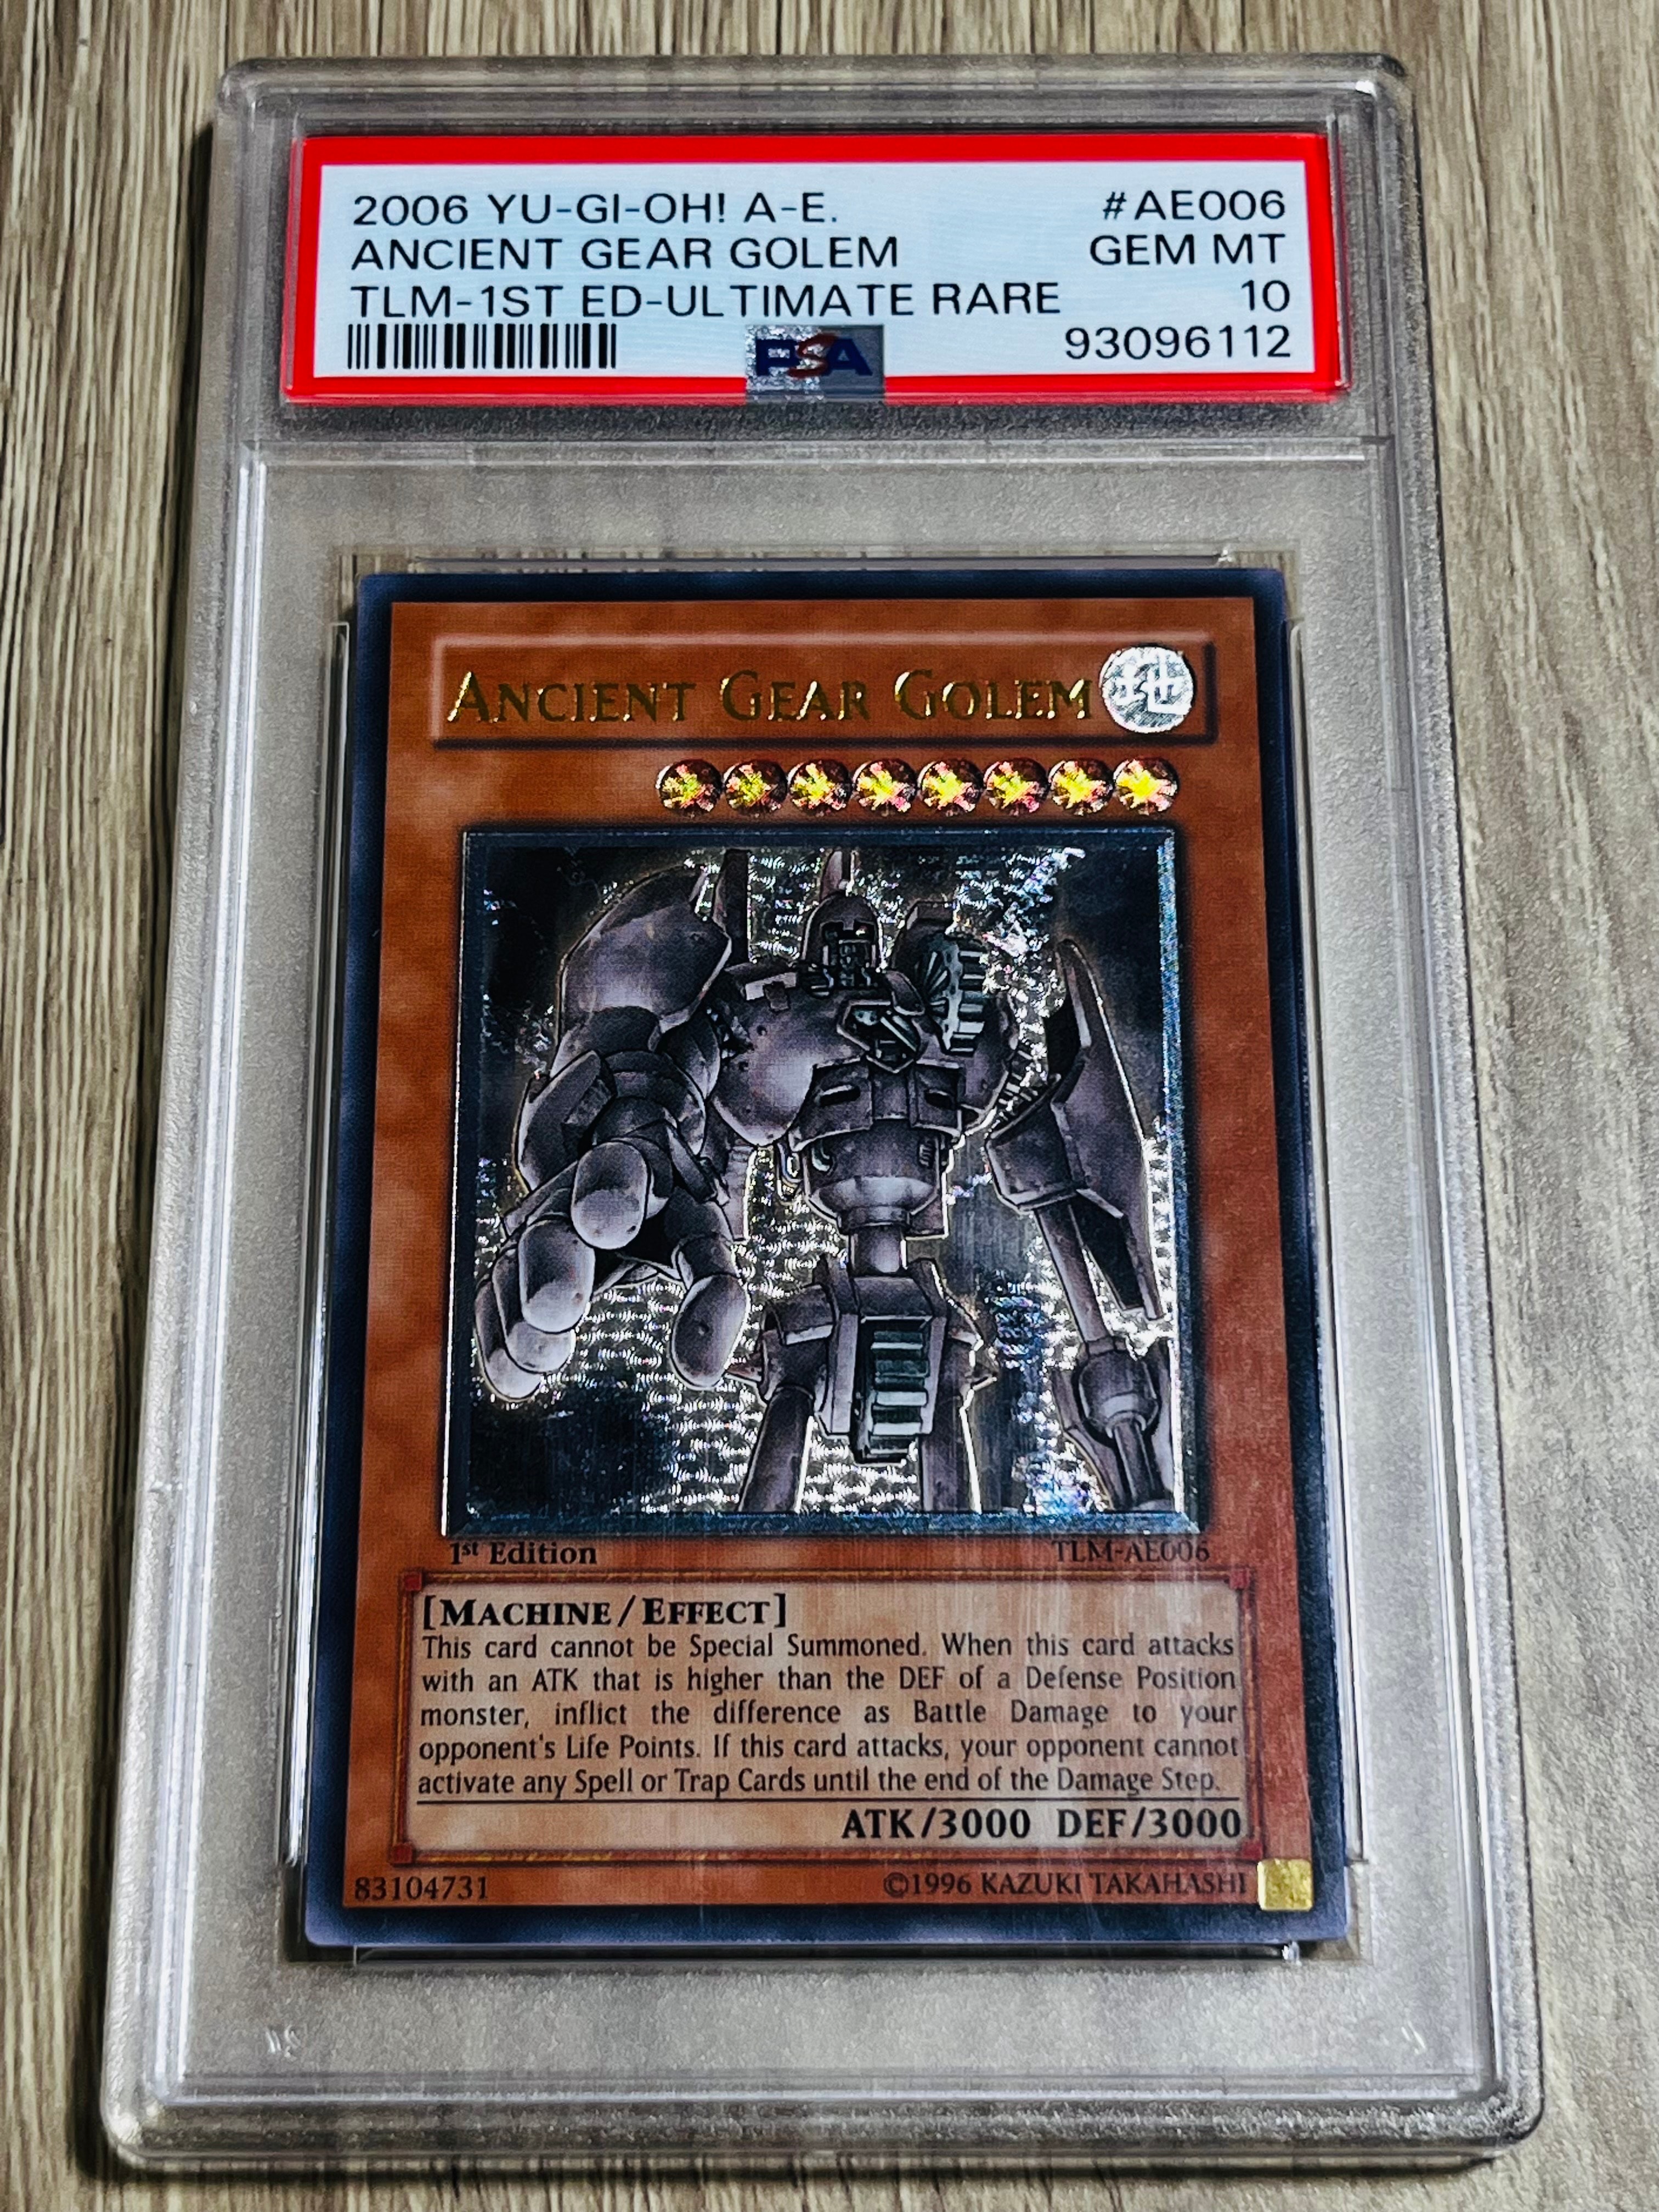 2006 YU-GI-OH! A-E. #AE006
ANCIENT GEAR GOLEM GEM MT
TLM-1ST ED-ULTIMATE RARE 10
PSA 93096112
ANCIENT GEAR GOLEM 地
1st Edition TLM-AE006
[MACHINE/EFFECT]
This card cannot be Special Summoned. When this card attacks
with an ATK that is higher than the DEF of a Defense Position
monster, inflict the difference as Battle Damage to your
opponent's Life Points. If this card attacks, your opponent cannot
activate any Spell or Trap Cards until the end of the Damage Step.
ATK/3000 DEF/3000
83104731 ©1996 KAZUKI TAKAHASHI